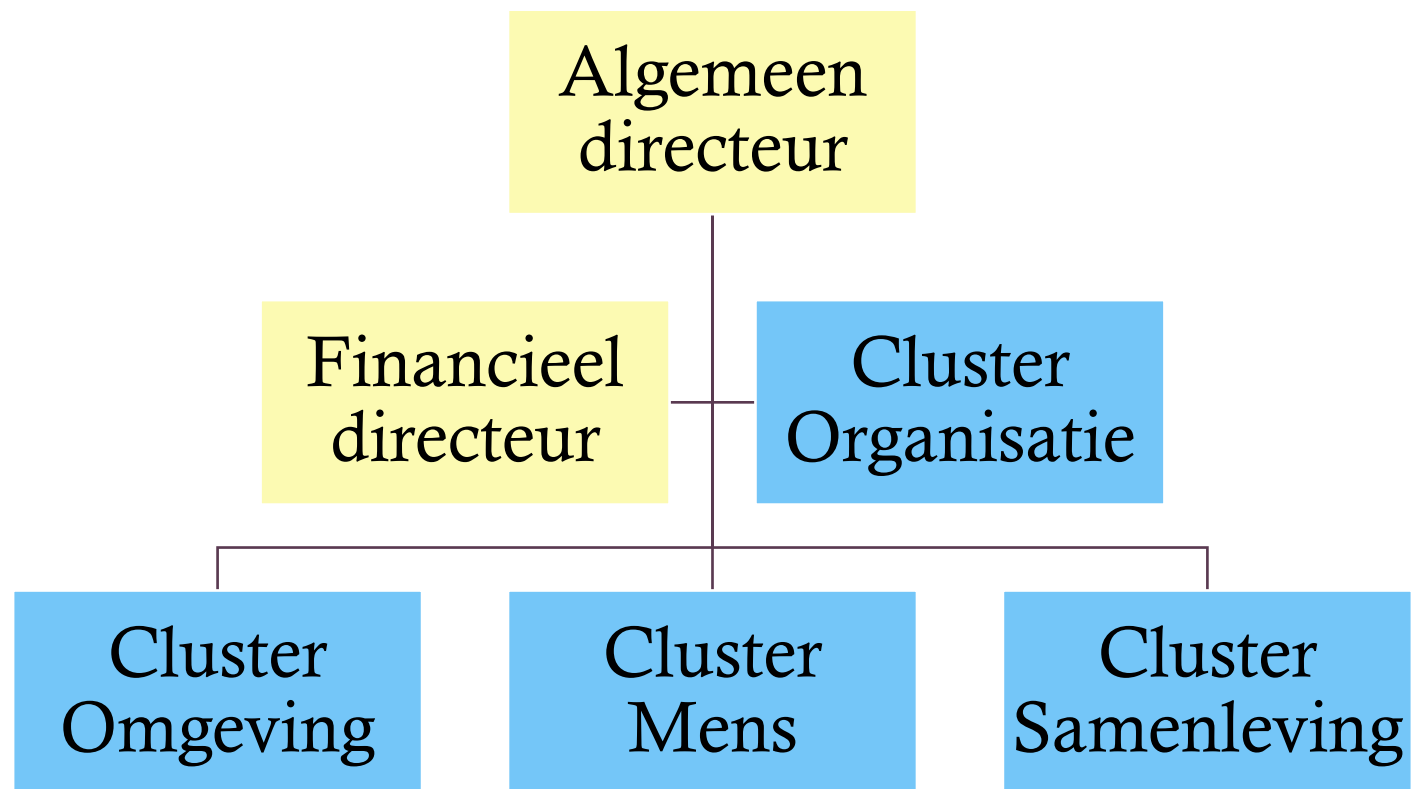 Algemeen
directeur
Financieel
directeur
Cluster
Organisatie
Cluster
Omgeving
Cluster
Mens
Cluster
Samenleving